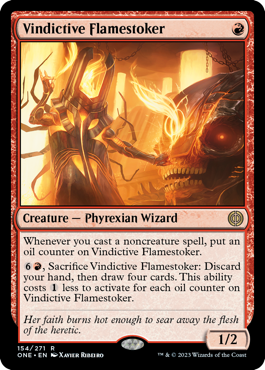 Vindictive Flamestoker
Creature — Phyrexian Wizard
Whenever you cast a noncreature spell, put an
oil counter on Vindictive Flamestoker.
6, Sacrifice Vindictive Flamestoker: Discard
your hand, then draw four cards. This ability
costs 1 less to activate for each oil counter
on Vindictive Flamestoker.
Her faith burns hot enough to sear away the flesh
of the heretic.
1/2
154/271 R
ONE • EN XAVIER RIBEIRO
™ & © 2023 Wizards of the Coast